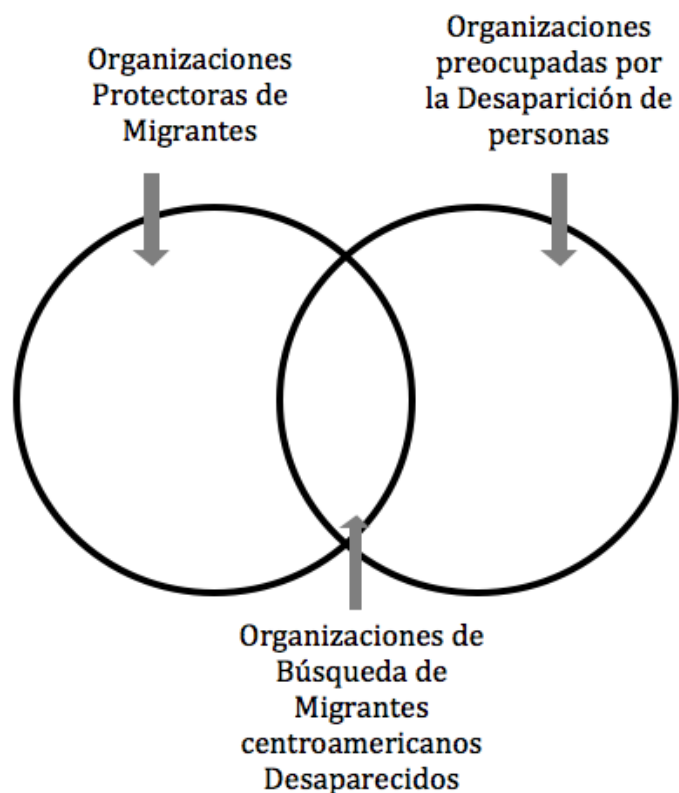 Organizaciones
Protectoras de
Migrantes
Organizaciones
preocupadas por
la Desaparición de
personas
Organizaciones de
Búsqueda de
Migrantes
centroamericanos
Desaparecidos